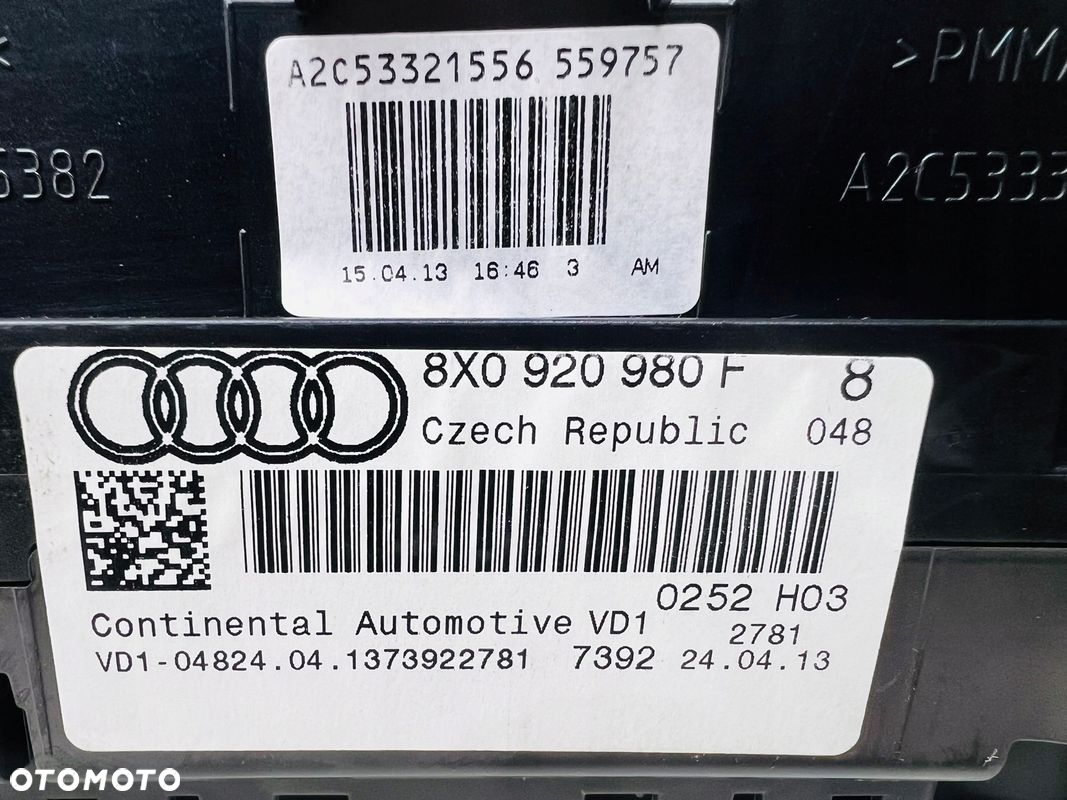 A2C53321556 559757
15.04.13 16:46 3 AM
5382
>PMMA
A2C5333
8X0 920 980 F 8
Czech Republic 048
0252 H03
Continental Automotive VD1
2781
VD1-04824.04.1373922781 7392 24.04.13
OTOMOTO